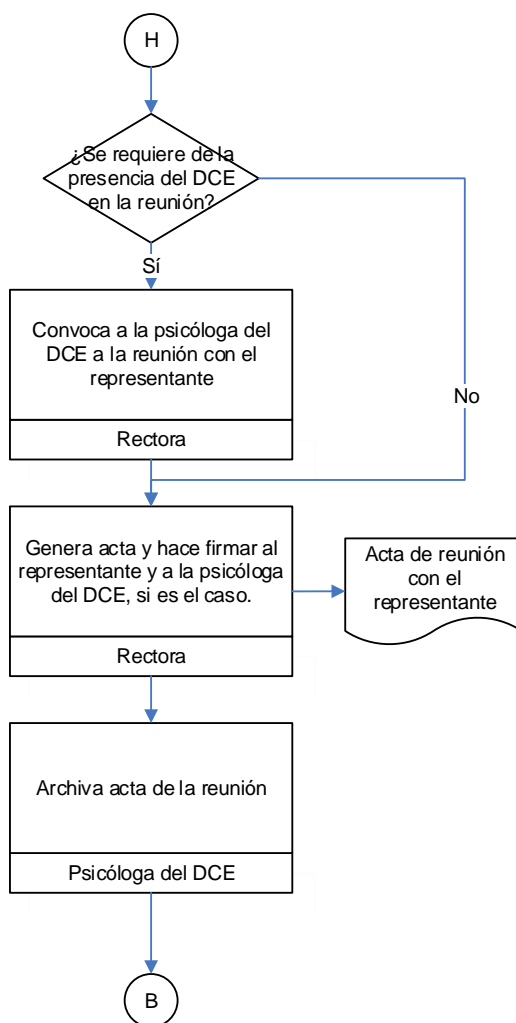 H
¿Se requiere de la
presencia del DCE
en la reunión?
Sí
Convoca a la psicóloga del
DCE a la reunión con el
representante
No
Rectora
Genera acta y hace firmar al
representante y a la psicóloga
del DCE, si es el caso.
Acta de reunión
con el
representante
Rectora
Archiva acta de la reunión
Psicóloga del DCE
B